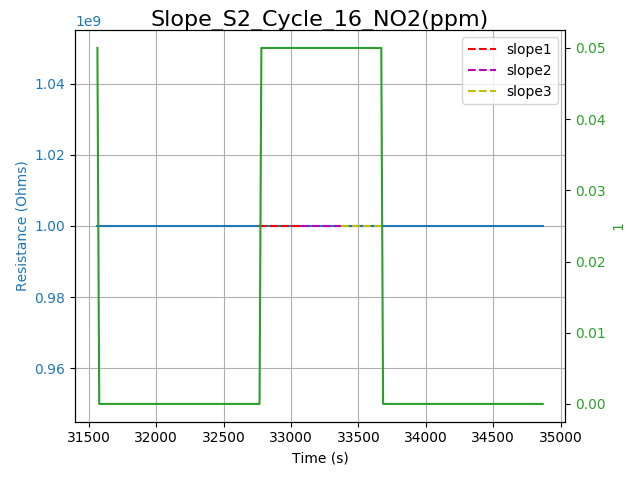 Slope_S2_Cycle_16_NO2(ppm)
1e9
slope1
slope2
slope3
1.04
1.02
1.00
0.98
0.96
Resistance (Ohms)
0.05
0.04
0.03
0.02
0.01
0.00
1
31500 32000 32500 33000 33500 34000 34500 35000
Time (s)